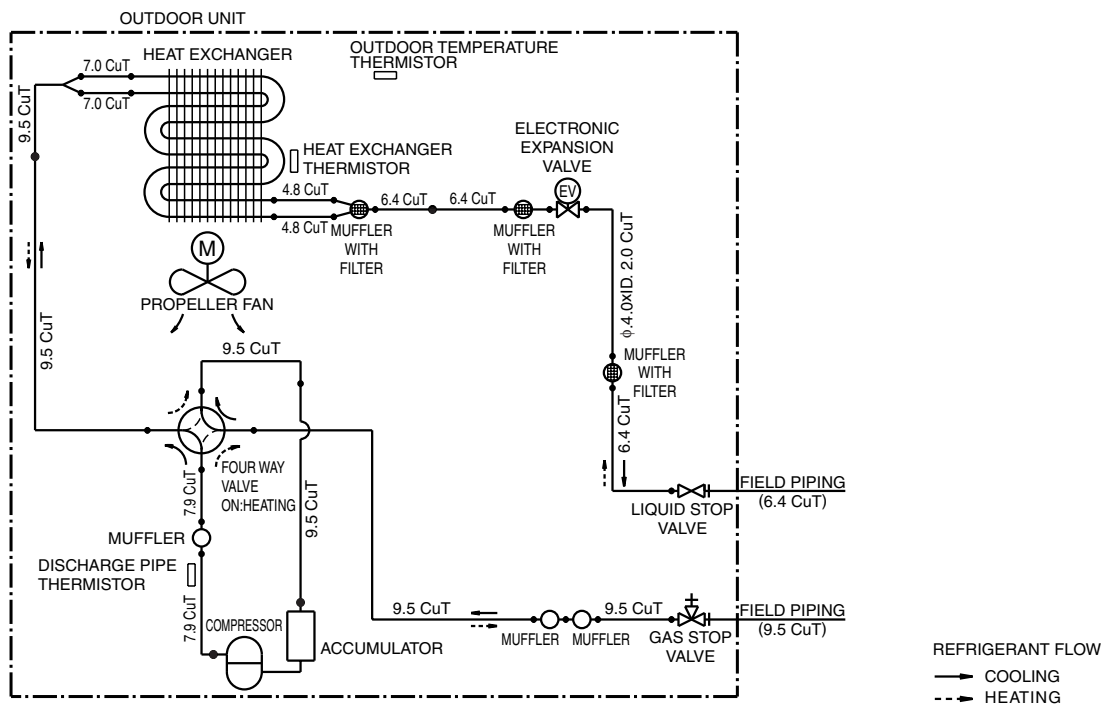 OUTDOOR UNIT
HEAT EXCHANGER
OUTDOOR TEMPERATURE
THERMISTOR
7.0 CuT
7.0 CuT
9.5 CuT
HEAT EXCHANGER
THERMISTOR
ELECTRONIC
EXPANSION
VALVE
EV
4.8 CuT
4.8 CuT
6.4 CuT
6.4 CuT
MUFFLER
WITH
FILTER
MUFFLER
WITH
FILTER
M
PROPELLER FAN
ϕ.4.0xID. 2.0 CuT
9.5 CuT
9.5 CuT
MUFFLER
WITH
FILTER
6.4 CuT
FOUR WAY
VALVE
ON:HEATING
7.9 CuT
9.5 CuT
FIELD PIPING
(6.4 CuT)
LIQUID STOP
VALVE
MUFFLER
DISCHARGE PIPE
THERMISTOR
7.9 CuT
COMPRESSOR
ACCUMULATOR
9.5 CuT
9.5 CuT
MUFFLER
MUFFLER
GAS STOP
VALVE
FIELD PIPING
(9.5 CuT)
REFRIGERANT FLOW
COOLING
HEATING